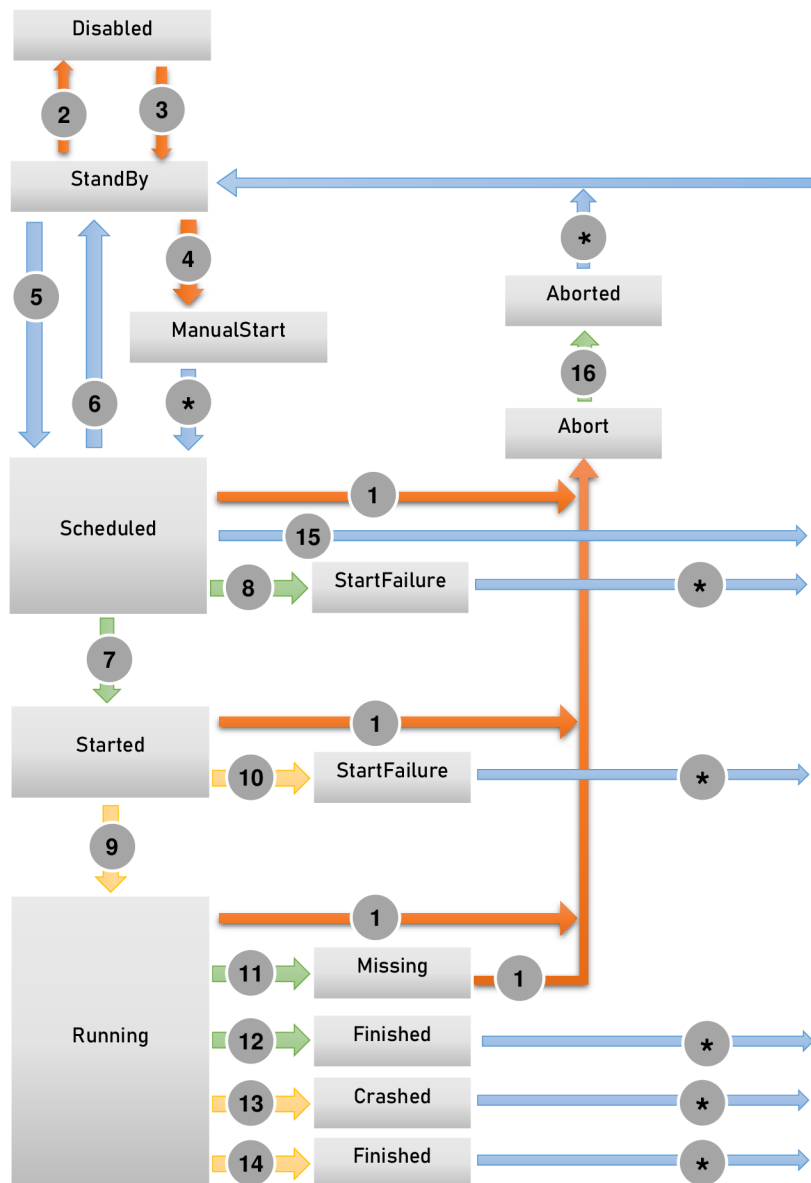 Disabled
2
3
StandBy
4
*
5
Aborted
ManualStart
16
6
*
Abort
1
Scheduled
15
8
StartFailure
*
7
1
Started
10
StartFailure
*
9
1
11
Missing
1
Running
12
Finished
*
13
Crashed
*
14
Finished
*